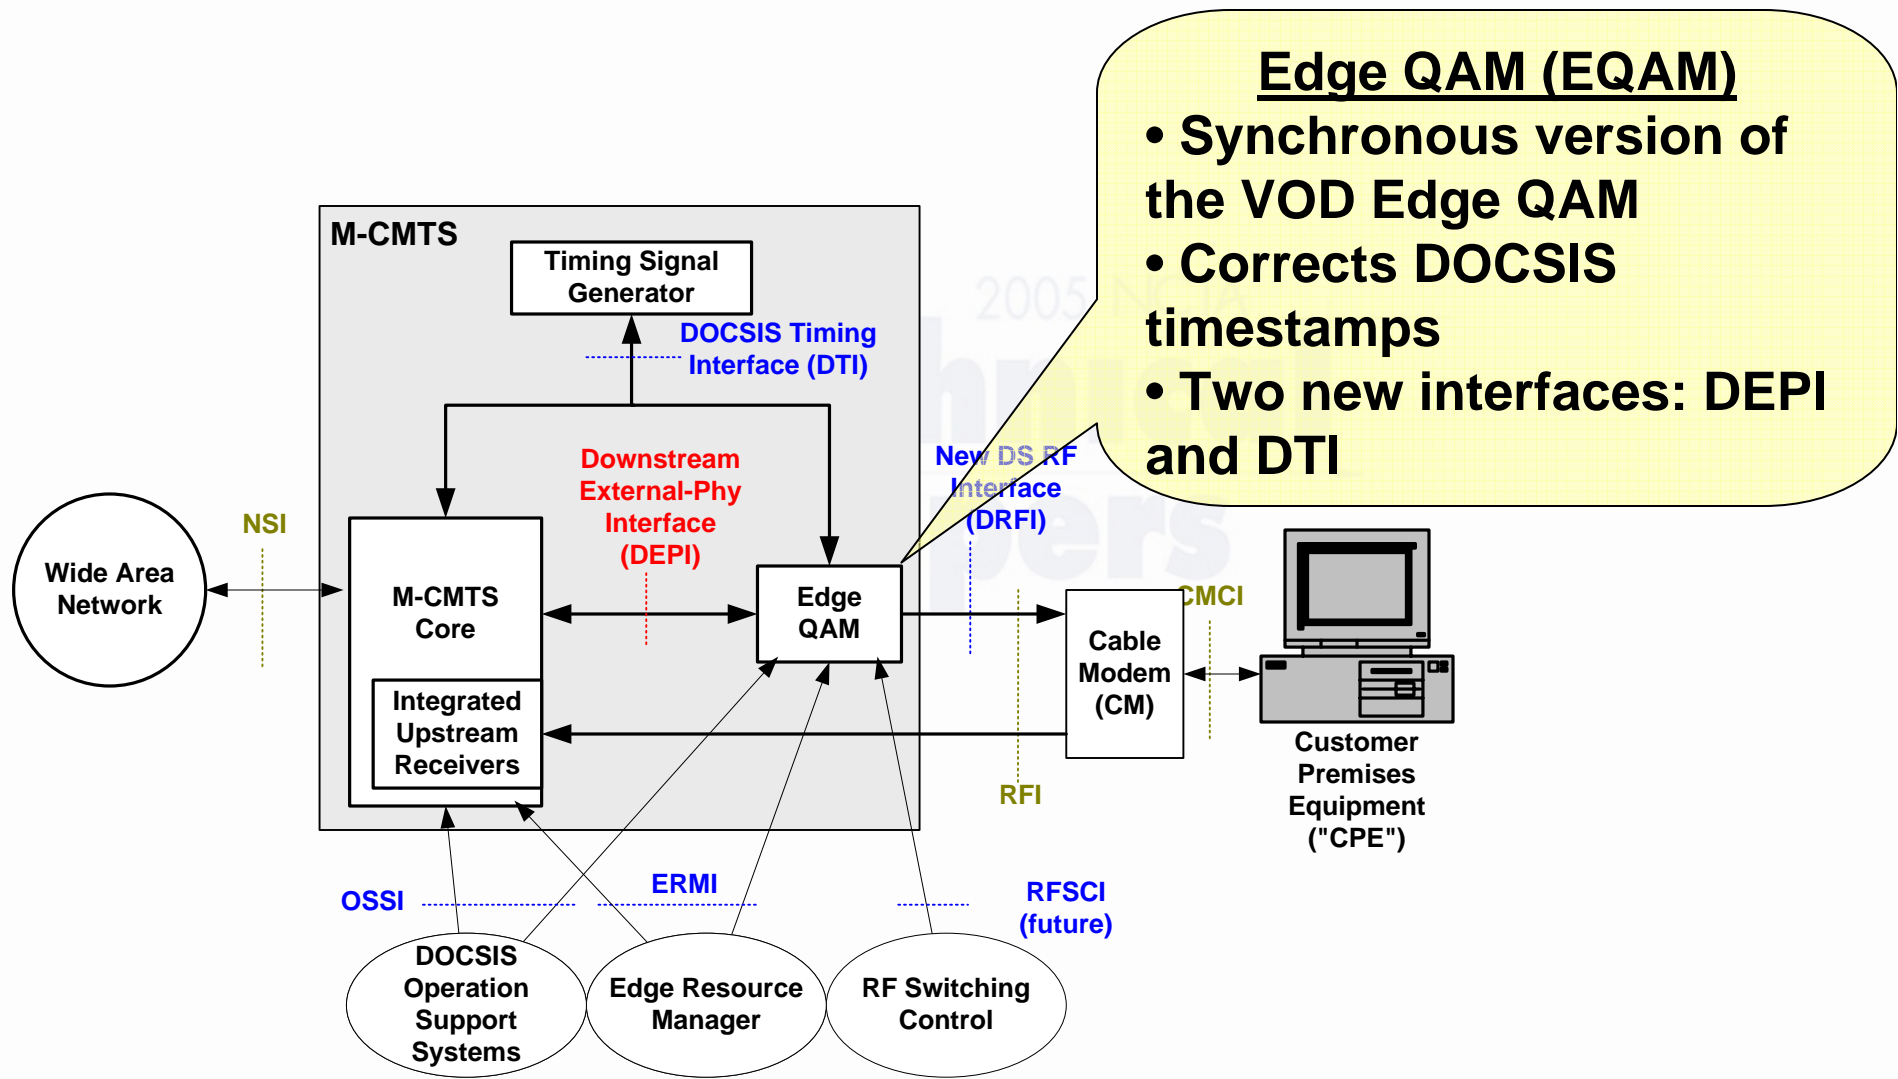 Edge QAM (EQAM)
• Synchronous version of
the VOD Edge QAM
• Corrects DOCSIS
timestamps
• Two new interfaces: DEPI
and DTI
2005
M-CMTS
Timing Signal
Generator
DOCSIS Timing
Interface (DTI)
Downstream
External-Phy
Interface
(DEPI)
New DS RF
Interface
(DRFI)
NSI
Wide Area
Network
M-CMTS
Core
Edge
QAM
CMCI
Cable
Modem
(CM)
Integrated
Upstream
Receivers
RFI
Customer
Premises
Equipment
("CPE")
OSSI
ERMI
RFSCI
(future)
DOCSIS
Operation
Support
Systems
Edge Resource
Manager
RF Switching
Control